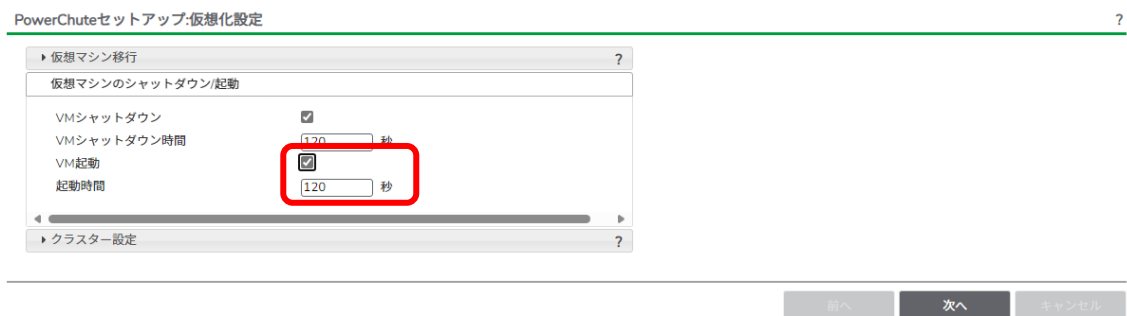 PowerChuteセットアップ:仮想化設定 ?
仮想マシン移行 ?
仮想マシンのシャットダウン/起動
VMシャットダウン
VMシャットダウン時間 120 秒
VM起動
起動時間 120 秒
クラスター設定 ?
前へ 次へ キャンセル